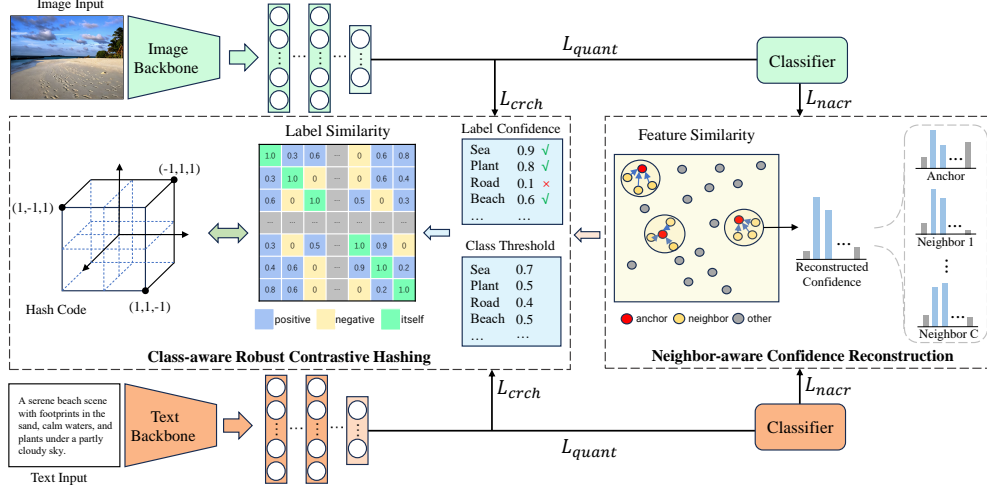 Image Input
Image
Backbone
L_quant
Classifier
L_crch
L_nacr
Label Similarity
1.0 0.3 0.6 ... 0 0.6 0.8
0.3 1.0 0 ... 0 0.6 0.4
0.6 0 1.0 ... 0.5 0 0.3
... ... ... ... ... ... ...
0 0 0.5 ... 1.0 0.9 0
0.4 0.6 0 ... 0.9 1.0 0.2
0.8 0.6 0 ... 0 0.2 1.0
positive negative itself
(-1,1,1)
(1,-1,1)
(1,1,-1)
Hash Code
Label Confidence
Sea 0.9 √
Plant 0.8 √
Road 0.1 ×
Beach 0.6 √
... ...
Class Threshold
Sea 0.7
Plant 0.5
Road 0.4
Beach 0.5
... ...
Class-aware Robust Contrastive Hashing
Feature Similarity
anchor neighbor other
...
Reconstructed
Confidence
...
Anchor
...
Neighbor 1
...
...
Neighbor C
Neighbor-aware Confidence Reconstruction
L_crch
L_nacr
A serene beach scene
with footprints in the
sand, calm waters, and
plants under a partly
cloudy sky.
Text Input
Text
Backbone
L_quant
Classifier